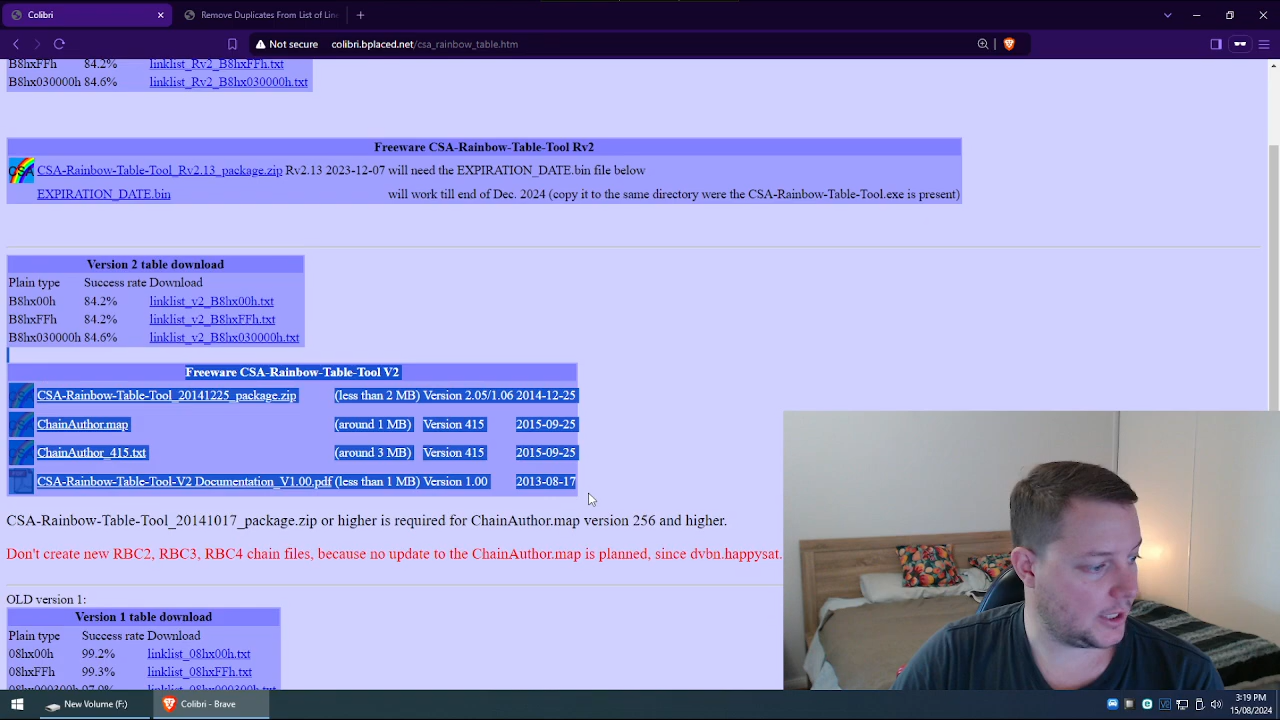 Colibri
Remove Duplicates From List of Lin
Not secure
colibri.bplaced.net/csa_rainbow_table.htm
B8hxFFh 84.2% linklist_Rv2_B8hxFFh.txt
B8hx030000h 84.6% linklist_Rv2_B8hx030000h.txt
Freeware CSA-Rainbow-Table-Tool Rv2
CSA
CSA-Rainbow-Table-Tool_Rv2.13_package.zip Rv2.13 2023-12-07 will need the EXPIRATION_DATE.bin file below
EXPIRATION_DATE.bin will work till end of Dec. 2024 (copy it to the same directory were the CSA-Rainbow-Table-Tool.exe is present)
Version 2 table download
Plain type Success rate Download
B8hx00h 84.2% linklist_v2_B8hx00h.txt
B8hxFFh 84.2% linklist_v2_B8hxFFh.txt
B8hx030000h 84.6% linklist_v2_B8hx030000h.txt
Freeware CSA-Rainbow-Table-Tool V2
CSA-Rainbow-Table-Tool_20141225_package.zip (less than 2 MB) Version 2.05/1.06 2014-12-25
ChainAuthor.map (around 1 MB) Version 415 2015-09-25
ChainAuthor_415.txt (around 3 MB) Version 415 2015-09-25
CSA-Rainbow-Table-Tool-V2 Documentation_V1.00.pdf (less than 1 MB) Version 1.00 2013-08-17
CSA-Rainbow-Table-Tool_20141017_package.zip or higher is required for ChainAuthor.map version 256 and higher.
Don't create new RBC2, RBC3, RBC4 chain files, because no update to the ChainAuthor.map is planned, since dvbn.happysat.
OLD version 1:
Version 1 table download
Plain type Success rate Download
08hx00h 99.2% linklist_08hx00h.txt
08hxFFh 99.3% linklist_08hxFFh.txt
08hx000300h 97.9% linklist_08hx000300h.txt
New Volume (F:)
Colibri - Brave
3:19 PM
15/08/2024